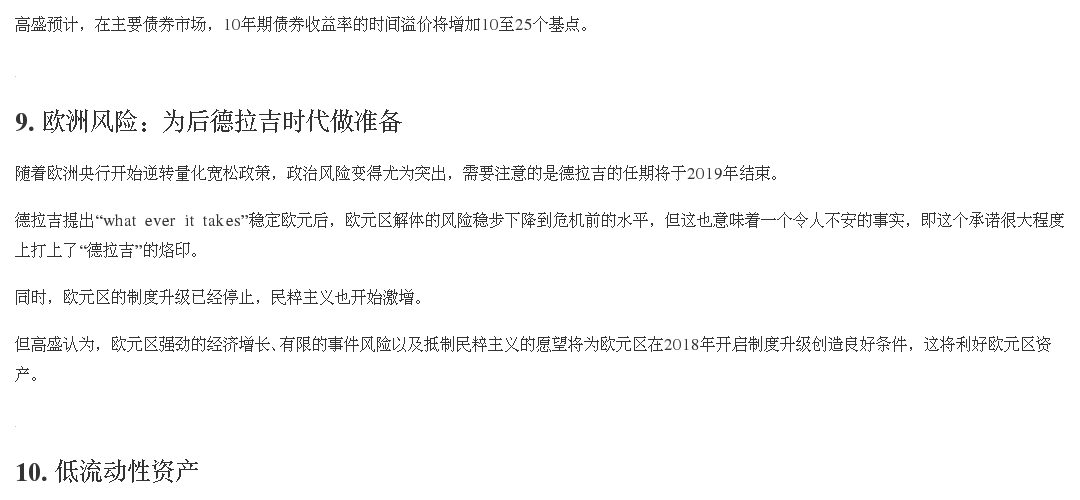 高盛预计，在主要债券市场，10年期债券收益率的时间溢价将增加10至25个基点。
9. 欧洲风险：为后德拉吉时代做准备
随着欧洲央行开始逆转量化宽松政策，政治风险变得尤为突出，需要注意的是德拉吉的任期将于2019年结束。
德拉吉提出“what ever it takes”稳定欧元后，欧元区解体的风险稳步下降到危机前的水平，但这也意味着一个令人不安的事实，即这个承诺很大程度
上打上了“德拉吉”的烙印。
同时，欧元区的制度升级已经停止，民粹主义也开始激增。
但高盛认为，欧元区强劲的经济增长、有限的事件风险以及抵制民粹主义的愿望将为欧元区在2018年开启制度升级创造良好条件，这将利好欧元区资
产。
10. 低流动性资产